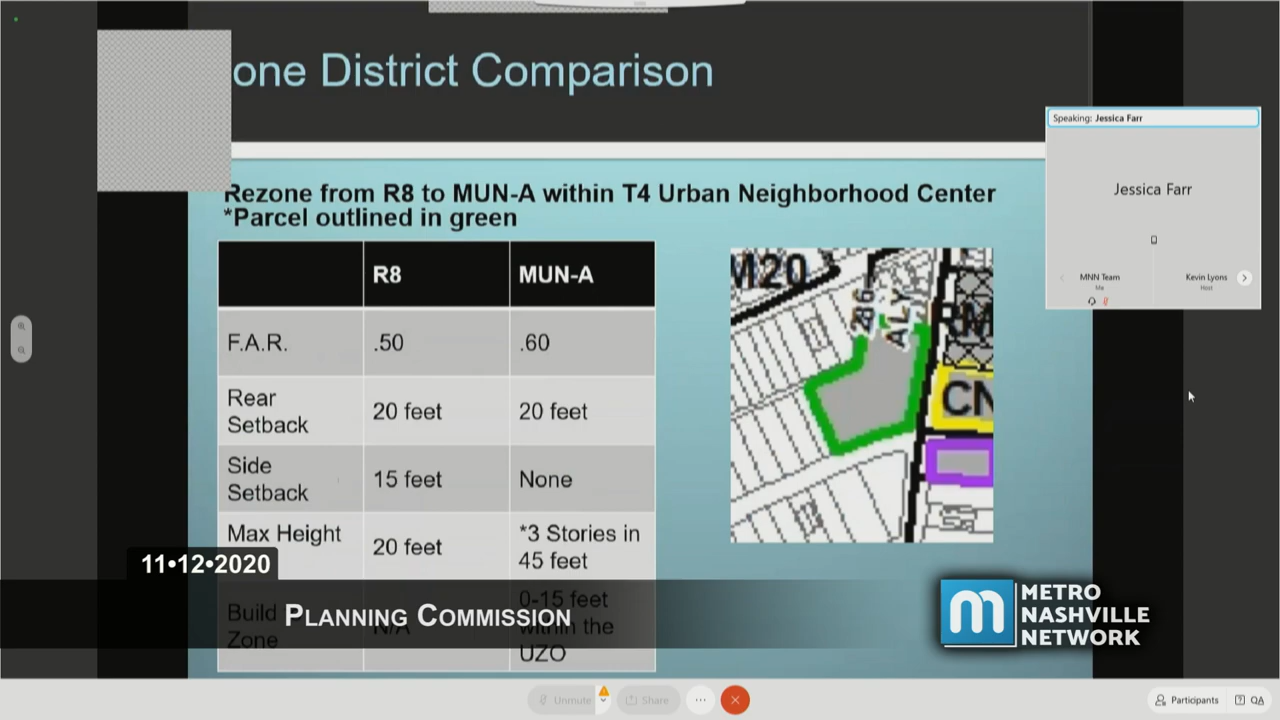 one District Comparison
Speaking: Jessica Farr
Jessica Farr
MNN Team
Me
Kevin Lyons
Host
Rezone from R8 to MUN-A within T4 Urban Neighborhood Center
*Parcel outlined in green
R8
MUN-A
F.A.R.
.50
.60
Rear
Setback
20 feet
20 feet
Side
Setback
15 feet
None
Max Height
20 feet
*3 Stories in
45 feet
Build
Zone
N/A
0-15 feet
within the
UZO
M20
286
ALY
RM
CN
11•12•2020
PLANNING COMMISSION
METRO
NASHVILLE
NETWORK
Unmute
Share
Participants
QA